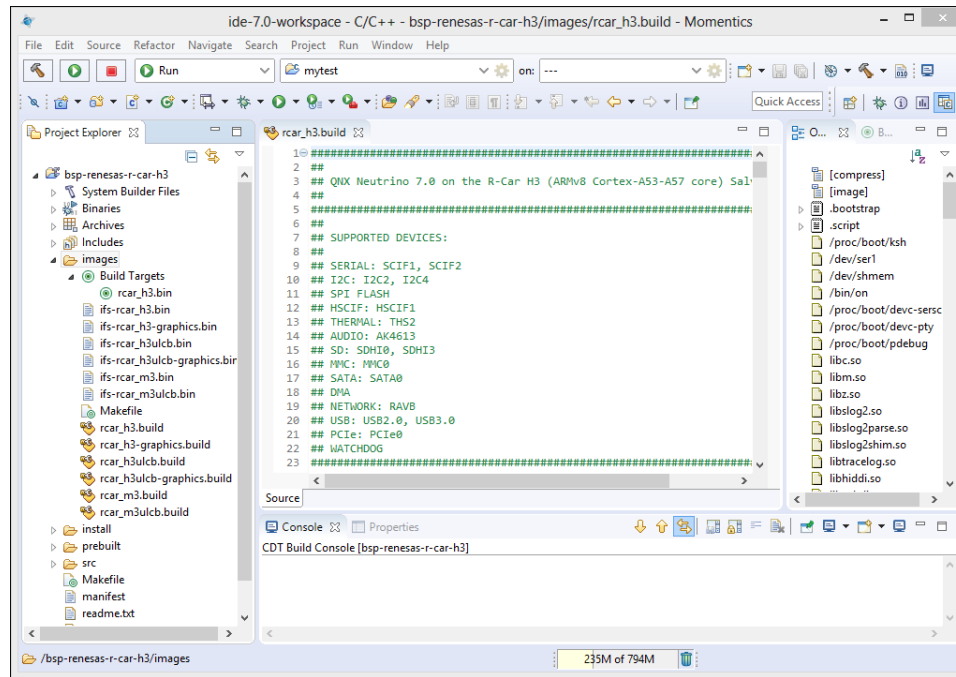 ide-7.0-workspace - C/C++ - bsp-renesas-r-car-h3/images/rcar_h3.build - Momentics
File Edit Source Refactor Navigate Search Project Run Window Help
Run mytest on: ---
Quick Access
Project Explorer
bsp-renesas-r-car-h3
System Builder Files
Binaries
Archives
Includes
images
Build Targets
rcar_h3.bin
ifs-rcar_h3.bin
ifs-rcar_h3-graphics.bin
ifs-rcar_h3ulcb.bin
ifs-rcar_h3ulcb-graphics.bin
ifs-rcar_m3.bin
ifs-rcar_m3ulcb.bin
Makefile
rcar_h3.build
rcar_h3-graphics.build
rcar_h3ulcb.build
rcar_h3ulcb-graphics.build
rcar_m3.build
rcar_m3ulcb.build
install
prebuilt
src
Makefile
manifest
readme.txt
rcar_h3.build
1 ####################################################################
2 ##
3 ## QNX Neutrino 7.0 on the R-Car H3 (ARMv8 Cortex-A53-A57 core) Sal
4 ##
5 ####################################################################
6 ##
7 ## SUPPORTED DEVICES:
8 ##
9 ## SERIAL: SCIF1, SCIF2
10 ## I2C: I2C2, I2C4
11 ## SPI FLASH
12 ## HSCIF: HSCIF1
13 ## THERMAL: THS2
14 ## AUDIO: AK4613
15 ## SD: SDHI0, SDHI3
16 ## MMC: MMC0
17 ## SATA: SATA0
18 ## DMA
19 ## NETWORK: RAVB
20 ## USB: USB2.0, USB3.0
21 ## PCIe: PCIe0
22 ## WATCHDOG
23 ####################################################################
Source
O... B...
[compress]
[image]
.bootstrap
.script
/proc/boot/ksh
/dev/ser1
/dev/shmem
/bin/on
/proc/boot/devc-sersc
/proc/boot/devc-pty
/proc/boot/pdebug
libc.so
libm.so
libz.so
libslog2.so
libslog2parse.so
libslog2shim.so
libtracelog.so
libhiddi.so
Console Properties
CDT Build Console [bsp-renesas-r-car-h3]
/bsp-renesas-r-car-h3/images
235M of 794M